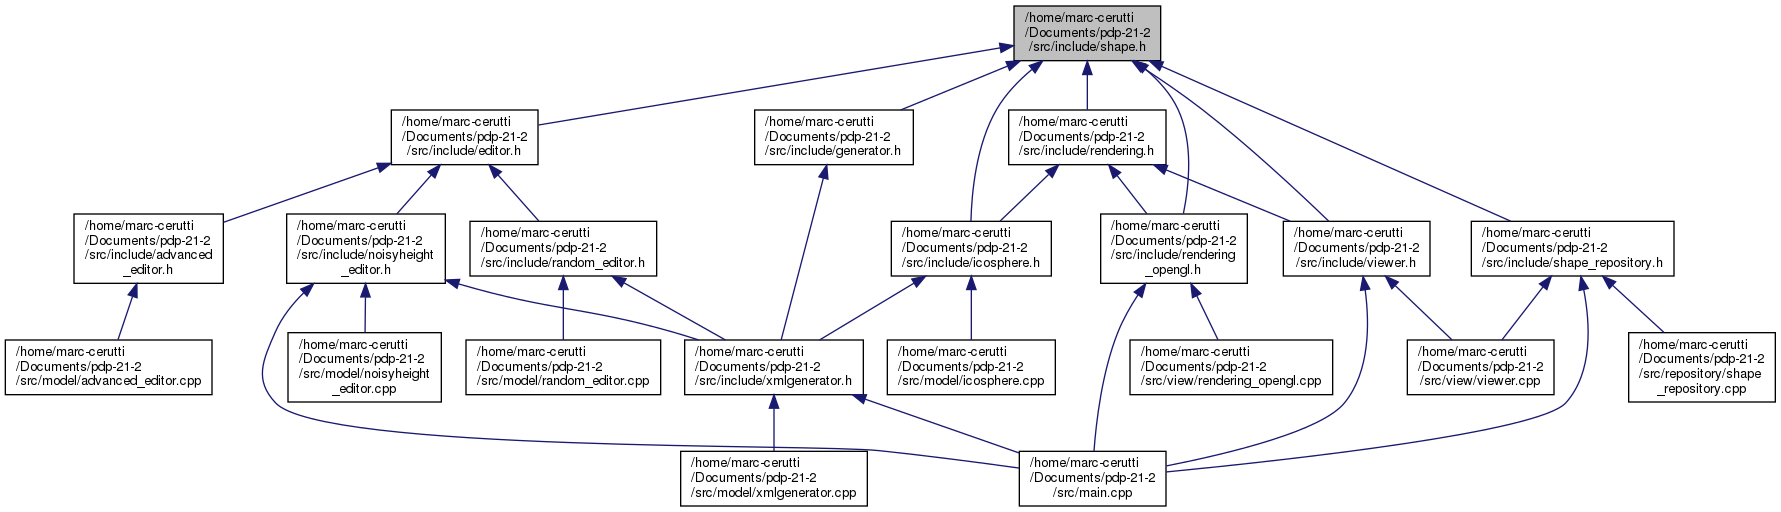 /home/marc-cerutti
/Documents/pdp-21-2
/src/include/shape.h
/home/marc-cerutti
/Documents/pdp-21-2
/src/include/editor.h
/home/marc-cerutti
/Documents/pdp-21-2
/src/include/generator.h
/home/marc-cerutti
/Documents/pdp-21-2
/src/include/rendering.h
/home/marc-cerutti
/Documents/pdp-21-2
/src/include/advanced
_editor.h
/home/marc-cerutti
/Documents/pdp-21-2
/src/include/noisyheight
_editor.h
/home/marc-cerutti
/Documents/pdp-21-2
/src/include/random_editor.h
/home/marc-cerutti
/Documents/pdp-21-2
/src/include/icosphere.h
/home/marc-cerutti
/Documents/pdp-21-2
/src/include/rendering
_opengl.h
/home/marc-cerutti
/Documents/pdp-21-2
/src/include/viewer.h
/home/marc-cerutti
/Documents/pdp-21-2
/src/include/shape_repository.h
/home/marc-cerutti
/Documents/pdp-21-2
/src/model/advanced_editor.cpp
/home/marc-cerutti
/Documents/pdp-21-2
/src/model/noisyheight
_editor.cpp
/home/marc-cerutti
/Documents/pdp-21-2
/src/model/random_editor.cpp
/home/marc-cerutti
/Documents/pdp-21-2
/src/include/xmlgenerator.h
/home/marc-cerutti
/Documents/pdp-21-2
/src/model/icosphere.cpp
/home/marc-cerutti
/Documents/pdp-21-2
/src/view/rendering_opengl.cpp
/home/marc-cerutti
/Documents/pdp-21-2
/src/view/viewer.cpp
/home/marc-cerutti
/Documents/pdp-21-2
/src/repository/shape
_repository.cpp
/home/marc-cerutti
/Documents/pdp-21-2
/src/model/xmlgenerator.cpp
/home/marc-cerutti
/Documents/pdp-21-2
/src/main.cpp